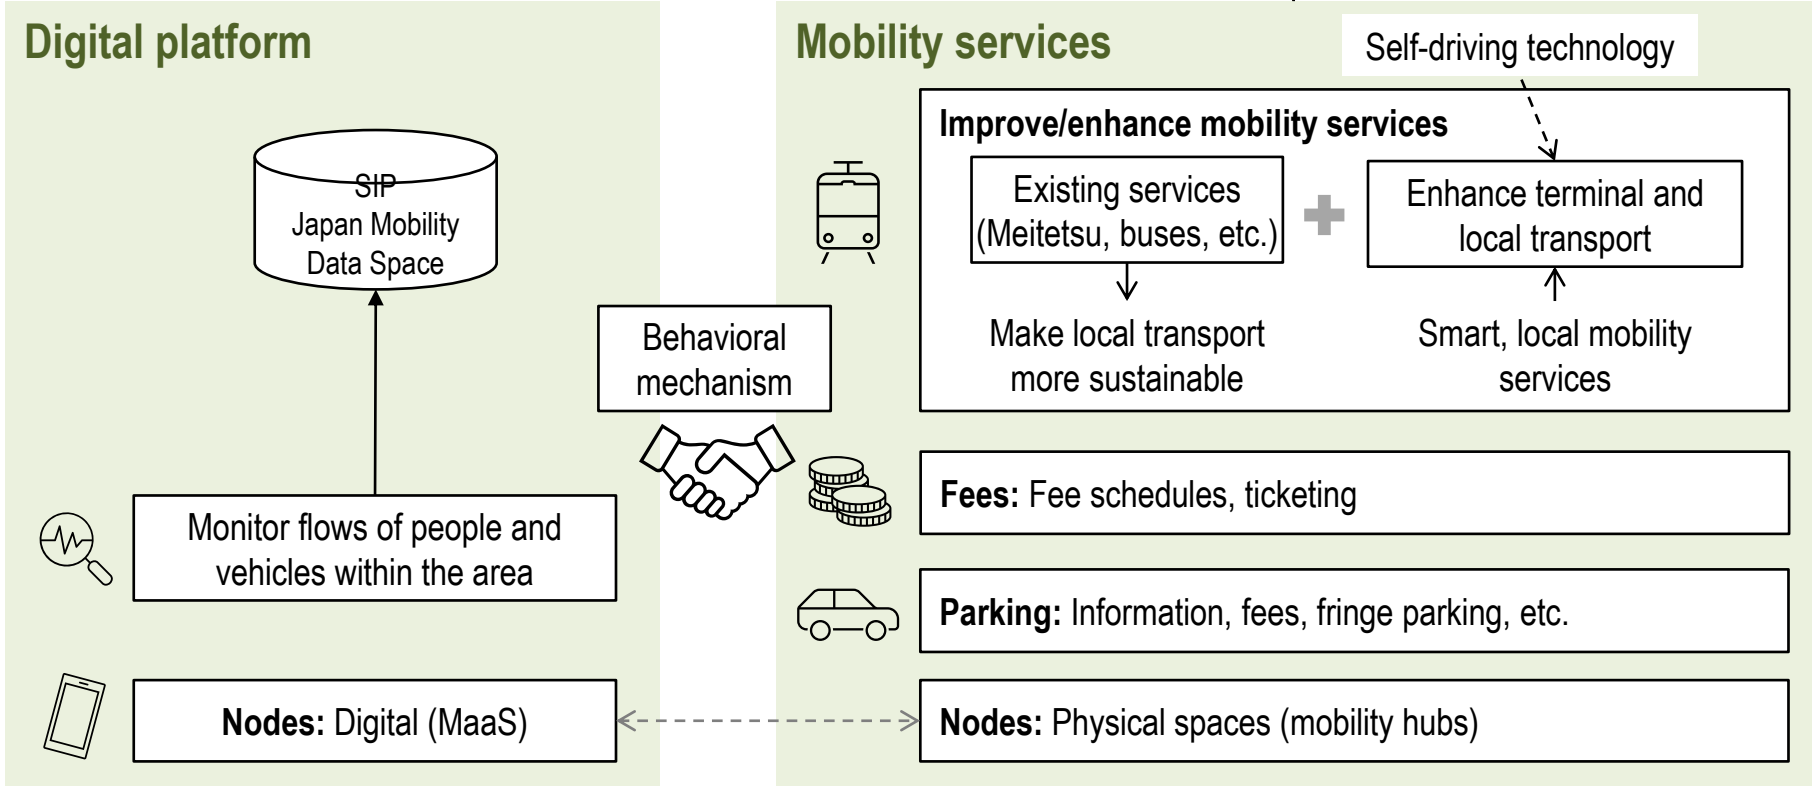 Digital platform
SIP
Japan Mobility
Data Space
Monitor flows of people and
vehicles within the area
Nodes: Digital (MaaS)
Behavioral
mechanism
Mobility services
Self-driving technology
Improve/enhance mobility services
Existing services
(Meitetsu, buses, etc.)
Enhance terminal and
local transport
Make local transport
more sustainable
Smart, local mobility
services
Fees: Fee schedules, ticketing
Parking: Information, fees, fringe parking, etc.
Nodes: Physical spaces (mobility hubs)